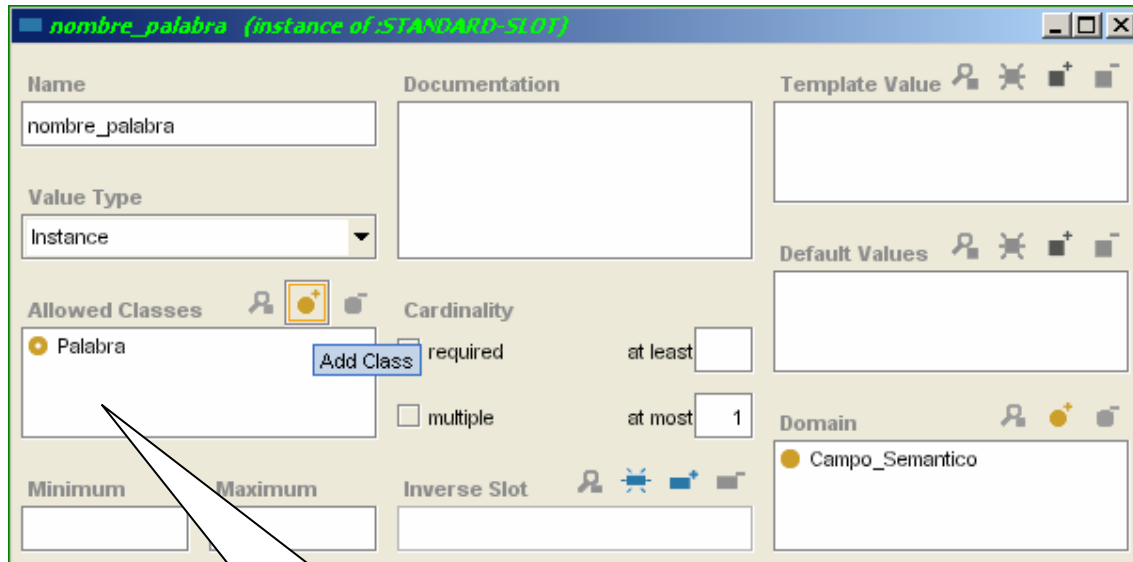 nombre_palabra (instance of :STANDARD-SLOT)
Name
nombre_palabra
Value Type
Instance
Allowed Classes
Palabra
Add Class
Minimum
Maximum
Documentation
Cardinality
required
at least
multiple
at most
1
Inverse Slot
Template Value
Default Values
Domain
Campo_Semantico